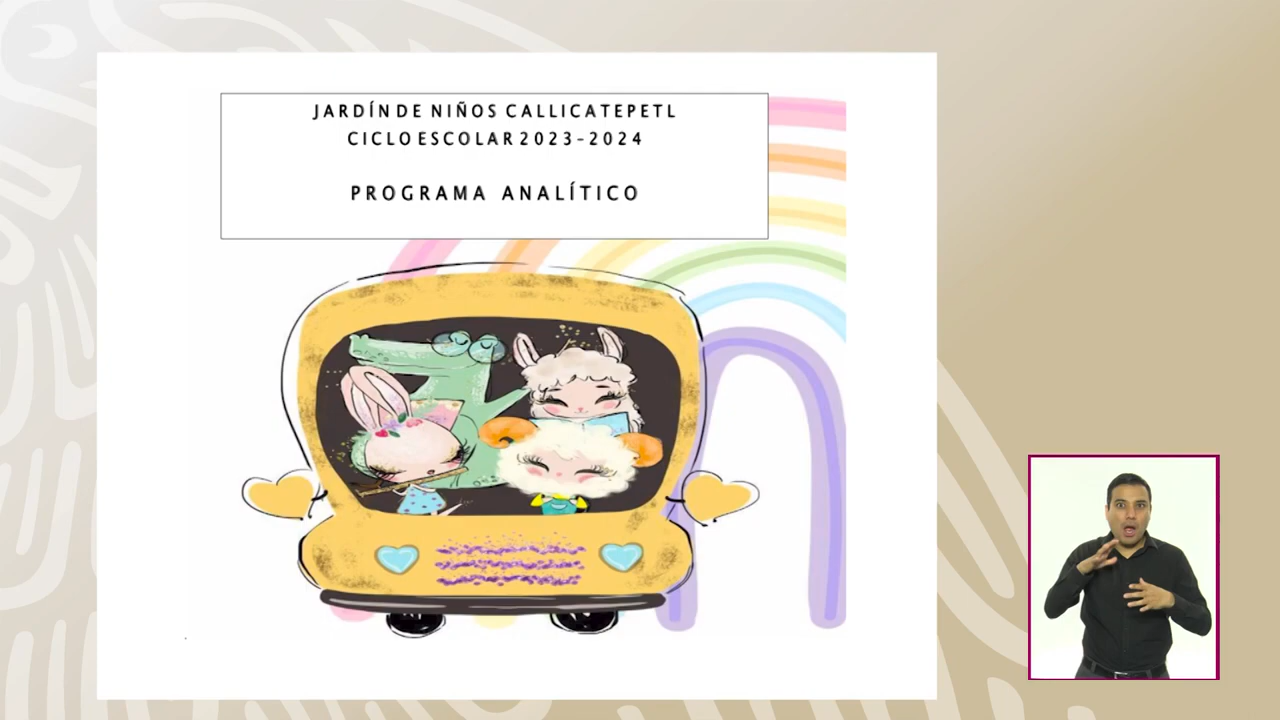 JARDÍN DE NIÑOS CALLICATEPETL
CICLO ESCOLAR 2023-2024
PROGRAMA ANALÍTICO